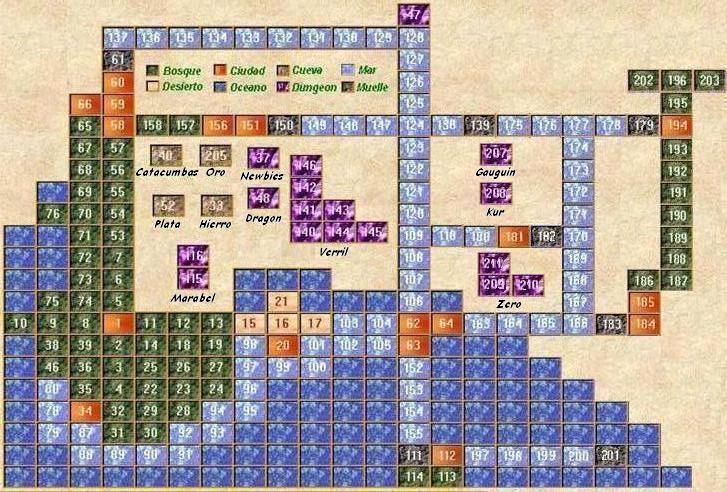 47
137 136 135 134 133 132 131 130 129 128
61 127
Bosque Ciudad Cueva Mar
60 126 202 196 203
Desierto Oceano Dungeon Muelle
66 59 125 195
65 58 158 157 156 151 150 149 148 147 124 138 139 175 176 177 178 179 194
67 57 40 205 37 123 207 174 193
Catacumbas Oro Newbies Gauguin
68 56 146 122 173 192
69 55 142 121 208 172 191
52 33 48 Kur
76 70 54 141 143 120 171 190
Plata Hierro Dragon
71 53 140 144 145 119 118 180 181 182 170 189
Verril
72 7 116 108 169 188
211
73 6 115 107 209 210 168 186 187
Marabel Zero
75 74 5 21 106 167 185
10 9 8 1 11 12 13 15 16 17 103 104 62 64 163 164 165 166 183 184
38 39 2 14 18 19 98 20 101 102 105 63
46 36 3 25 26 27 97 99 100 152
80 35 4 22 23 24 96 153
78 34 32 29 28 94 95 154
79 87 31 30 92 93 155
88 89 90 91 111 112 197 198 199 200 201
114 113